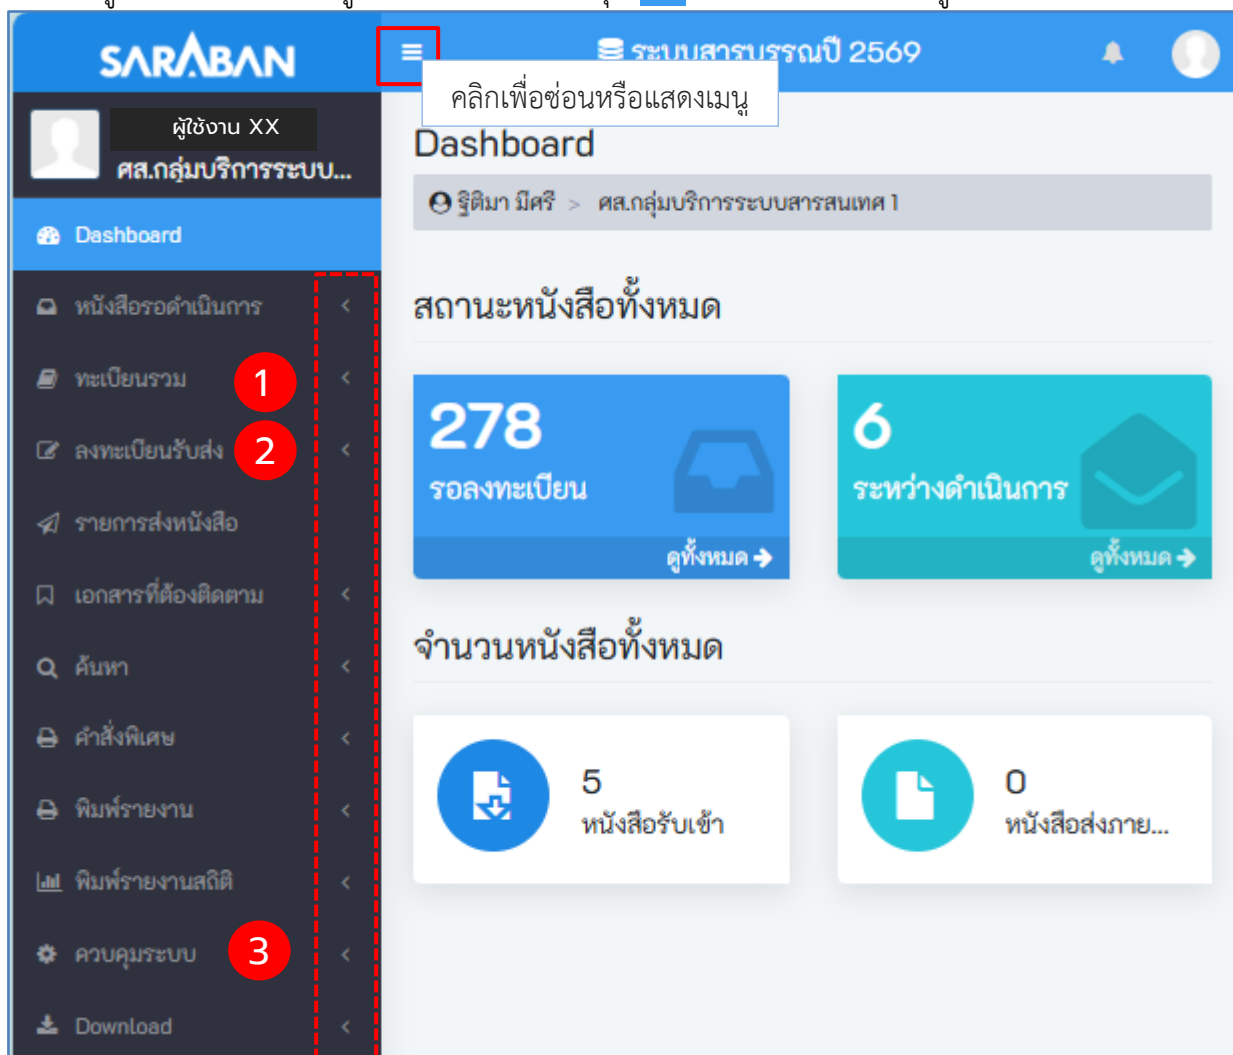 SARABAN
ระบบสารบรรณปี 2569
คลิกเพื่อซ่อนหรือแสดงเมนู
ผู้ใช้งาน XX
ศส.กลุ่มบริการระบบ...
Dashboard
หนังสือรอดำเนินการ
ทะเบียนรวม
1
ลงทะเบียนรับส่ง
2
รายการส่งหนังสือ
เอกสารที่ต้องติดตาม
ค้นหา
คำสั่งพิเศษ
พิมพ์รายงาน
พิมพ์รายงานสถิติ
ควบคุมระบบ
3
Download
Dashboard
ฐิติมา มีศรี > ศส.กลุ่มบริการระบบสารสนเทศ 1
สถานะหนังสือทั้งหมด
278
รอลงทะเบียน
ดูทั้งหมด
6
ระหว่างดำเนินการ
ดูทั้งหมด
จำนวนหนังสือทั้งหมด
5
หนังสือรับเข้า
0
หนังสือส่งภาย...